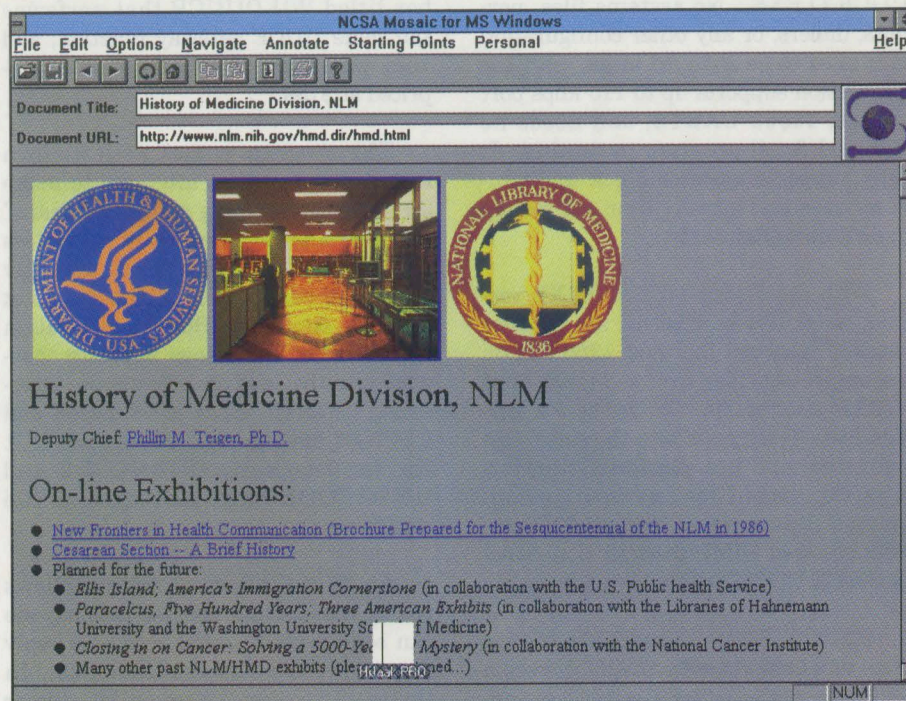 NCSA Mosaic for MS Windows
File Edit Options Navigate Annotate Starting Points Personal Help
Document Title: History of Medicine Division, NLM
Document URL: http://www.nlm.nih.gov/hmd.dir/hmd.html
DEPARTMENT OF HEALTH & HUMAN SERVICES · USA
NATIONAL LIBRARY OF MEDICINE
1836
History of Medicine Division, NLM
Deputy Chief: Phillip M. Teigen, Ph.D.
On-line Exhibitions:
New Frontiers in Health Communication (Brochure Prepared for the Sesquicentennial of the NLM in 1986)
Cesarean Section -- A Brief History
Planned for the future:
Ellis Island; America's Immigration Cornerstone (in collaboration with the U.S. Public health Service)
Paracelcus, Five Hundred Years; Three American Exhibits (in collaboration with the Libraries of Hahnemann
University and the Washington University of Medicine)
Closing in on Cancer: Solving a 5000- Mystery (in collaboration with the National Cancer Institute)
Many other past NLM/HMD exhibits
NUM